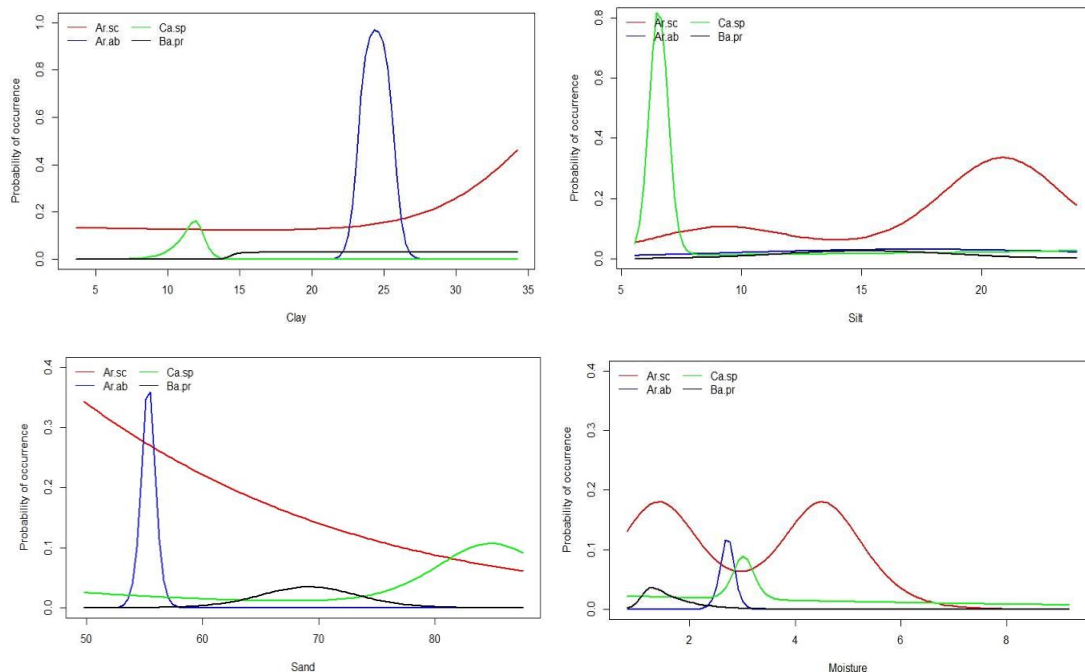 Probability of occurrence
0.0 0.2 0.4 0.6 0.8 1.0
Ar.sc Ca.sp
Ar.ab Ba.pr
5 10 15 20 25 30 35
Clay
Probability of occurrence
0.0 0.2 0.4 0.6 0.8
Ar.sc Ca.sp
Ar.ab Ba.pr
5 10 15 20
Silt
Probability of occurrence
0.0 0.1 0.2 0.3 0.4
Ar.sc Ca.sp
Ar.ab Ba.pr
50 60 70 80
Sand
Probability of occurrence
0.0 0.1 0.2 0.3 0.4
Ar.sc Ca.sp
Ar.ab Ba.pr
2 4 6 8
Moisture